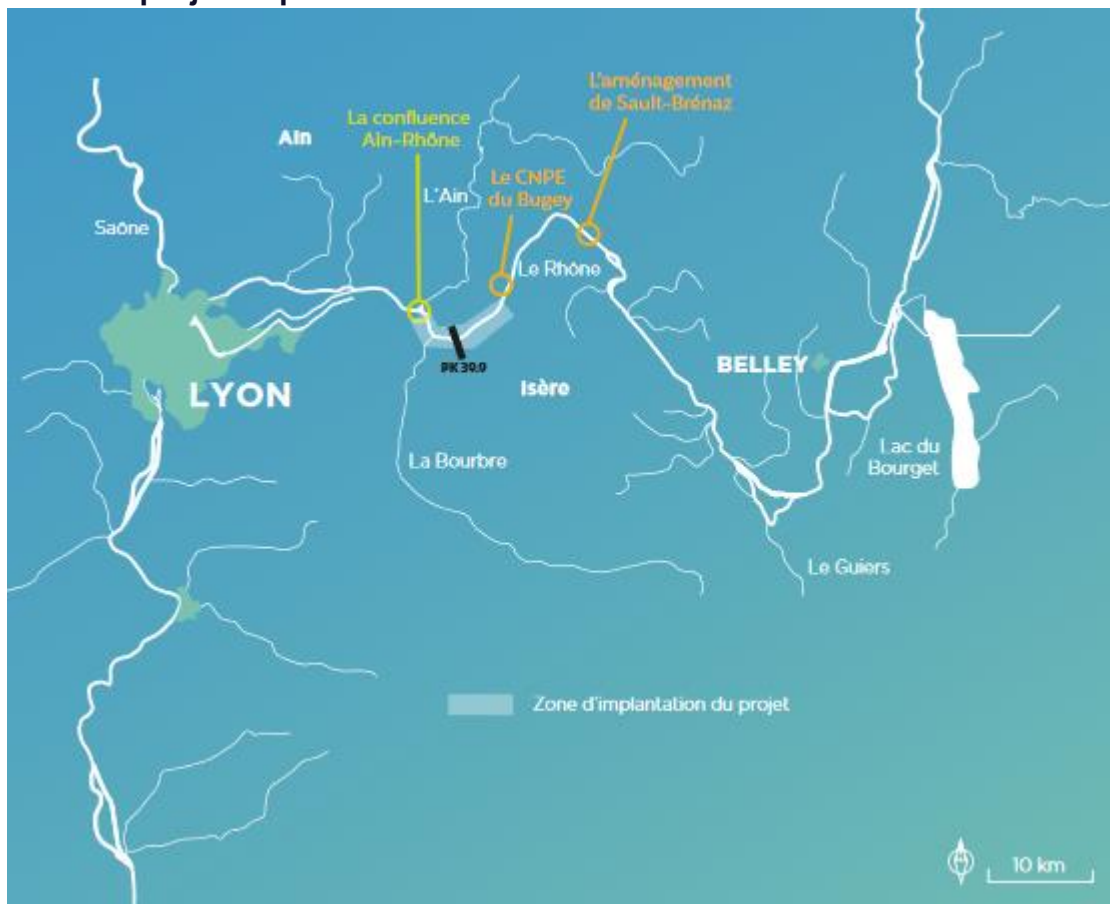 L'aménagement
de Sault-Brénaz
La confluence
Ain-Rhône
Ain
Le CNPE
du Bugey
L'Ain
Saône
Le Rhône
PK 39.9
Isère
BELLEY
LYON
La Bourbre
Lac du
Bourget
Le Guiers
Zone d'implantation du projet
10 km